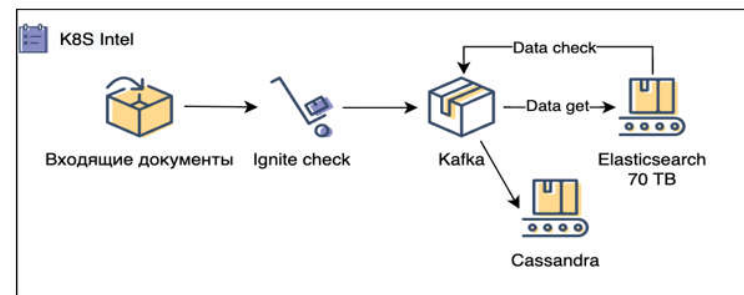 K8S Intel
Data check
Data get
Входящие документы
Ignite check
Kafka
Elasticsearch
70 TB
Cassandra